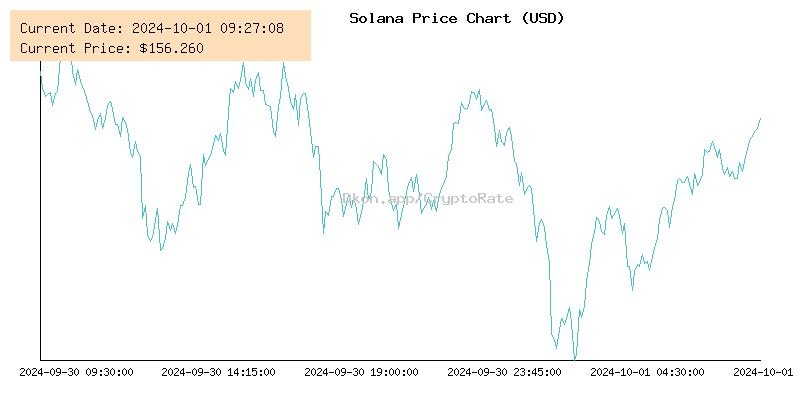 Solana Price Chart (USD)
Current Date: 2024-10-01 09:27:08
Current Price: $156.260
Dkon.app/CryptoRate
2024-09-30 09:30:00
2024-09-30 14:15:00
2024-09-30 19:00:00
2024-09-30 23:45:00
2024-10-01 04:30:00
2024-10-01